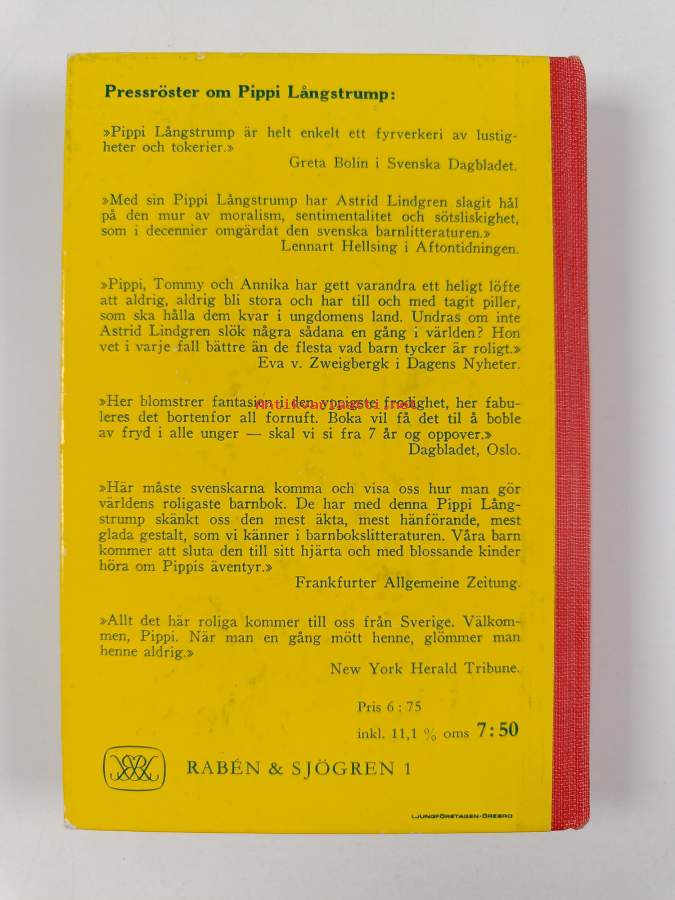 Pressröster om Pippi Långstrump:
»Pippi Långstrump är helt enkelt ett fyrverkeri av lustig-
heter och tokerier.»
Greta Bolin i Svenska Dagbladet.
»Med sin Pippi Långstrump har Astrid Lindgren slagit hål
på den mur av moralism, sentimentalitet och sötsliskighet,
som i decennier omgärdat den svenska barnlitteraturen.»
Lennart Hellsing i Aftontidningen.
»Pippi, Tommy och Annika har gett varandra ett heligt löfte
att aldrig, aldrig bli stora och har till och med tagit piller,
som ska hålla dem kvar i ungdomens land. Undras om inte
Astrid Lindgren slök några sådana en gång i världen? Hon
vet i varje fall bättre än de flesta vad barn tycker är roligt.»
Eva v. Zweigbergk i Dagens Nyheter.
»Her blomstrer fantasien i den yppigste frodighet, her fabu-
leres det bortenfor all fornuft. Boka vil få det til å boble
av fryd i alle unger — skal vi si fra 7 år og oppover.»
Dagbladet, Oslo.
»Här måste svenskarna komma och visa oss hur man gör
världens roligaste barnbok. De har med denna Pippi Lång-
strump skänkt oss den mest äkta, mest hänförande, mest
glada gestalt, som vi känner i barnbokslitteraturen. Våra barn
kommer att sluta den till sitt hjärta och med blossande kinder
höra om Pippis äventyr.»
Frankfurter Allgemeine Zeitung.
»Allt det här roliga kommer till oss från Sverige. Välkom-
men, Pippi. När man en gång mött henne, glömmer man
henne aldrig.»
New York Herald Tribune.
Pris 6:75
inkl. 11,1 % oms 7:50
RABÉN & SJÖGREN 1
LJUNGFÖRETAGEN-ÖREBRO